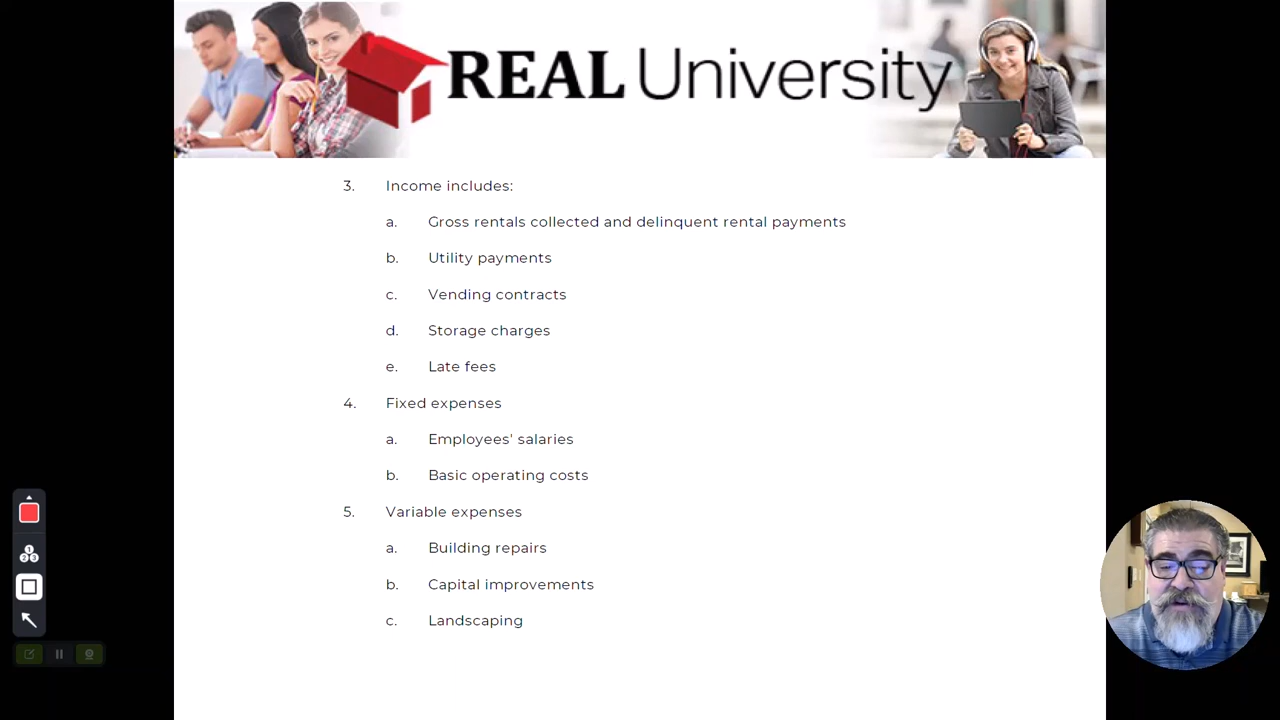 REAL University
3. Income includes:
a. Gross rentals collected and delinquent rental payments
b. Utility payments
c. Vending contracts
d. Storage charges
e. Late fees
4. Fixed expenses
a. Employees' salaries
b. Basic operating costs
5. Variable expenses
a. Building repairs
b. Capital improvements
c. Landscaping